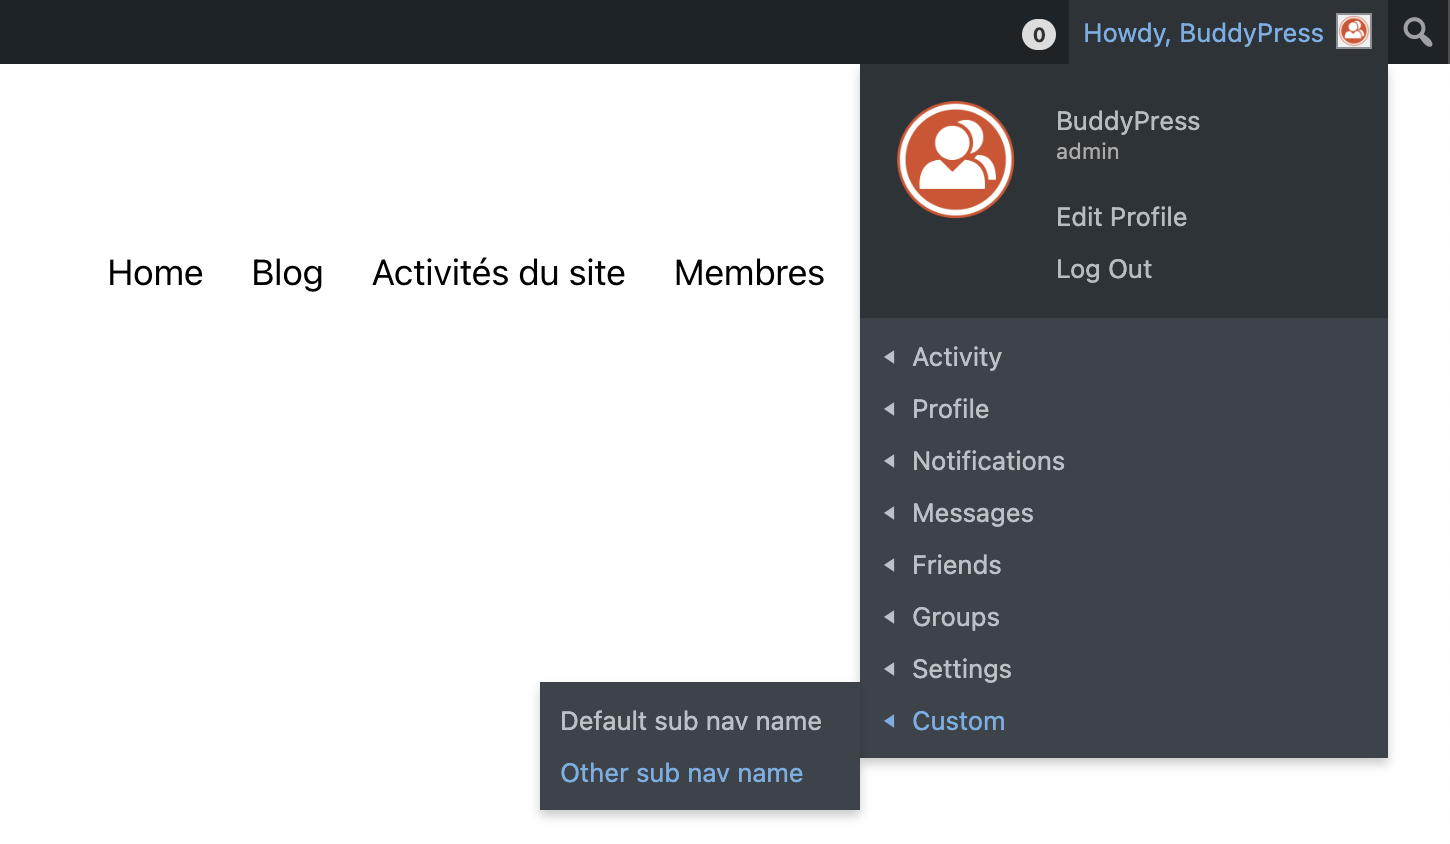 0 Howdy, BuddyPress
BuddyPress
admin
Edit Profile
Log Out
Home Blog Activités du site Membres
Activity
Profile
Notifications
Messages
Friends
Groups
Settings
Custom
Default sub nav name
Other sub nav name